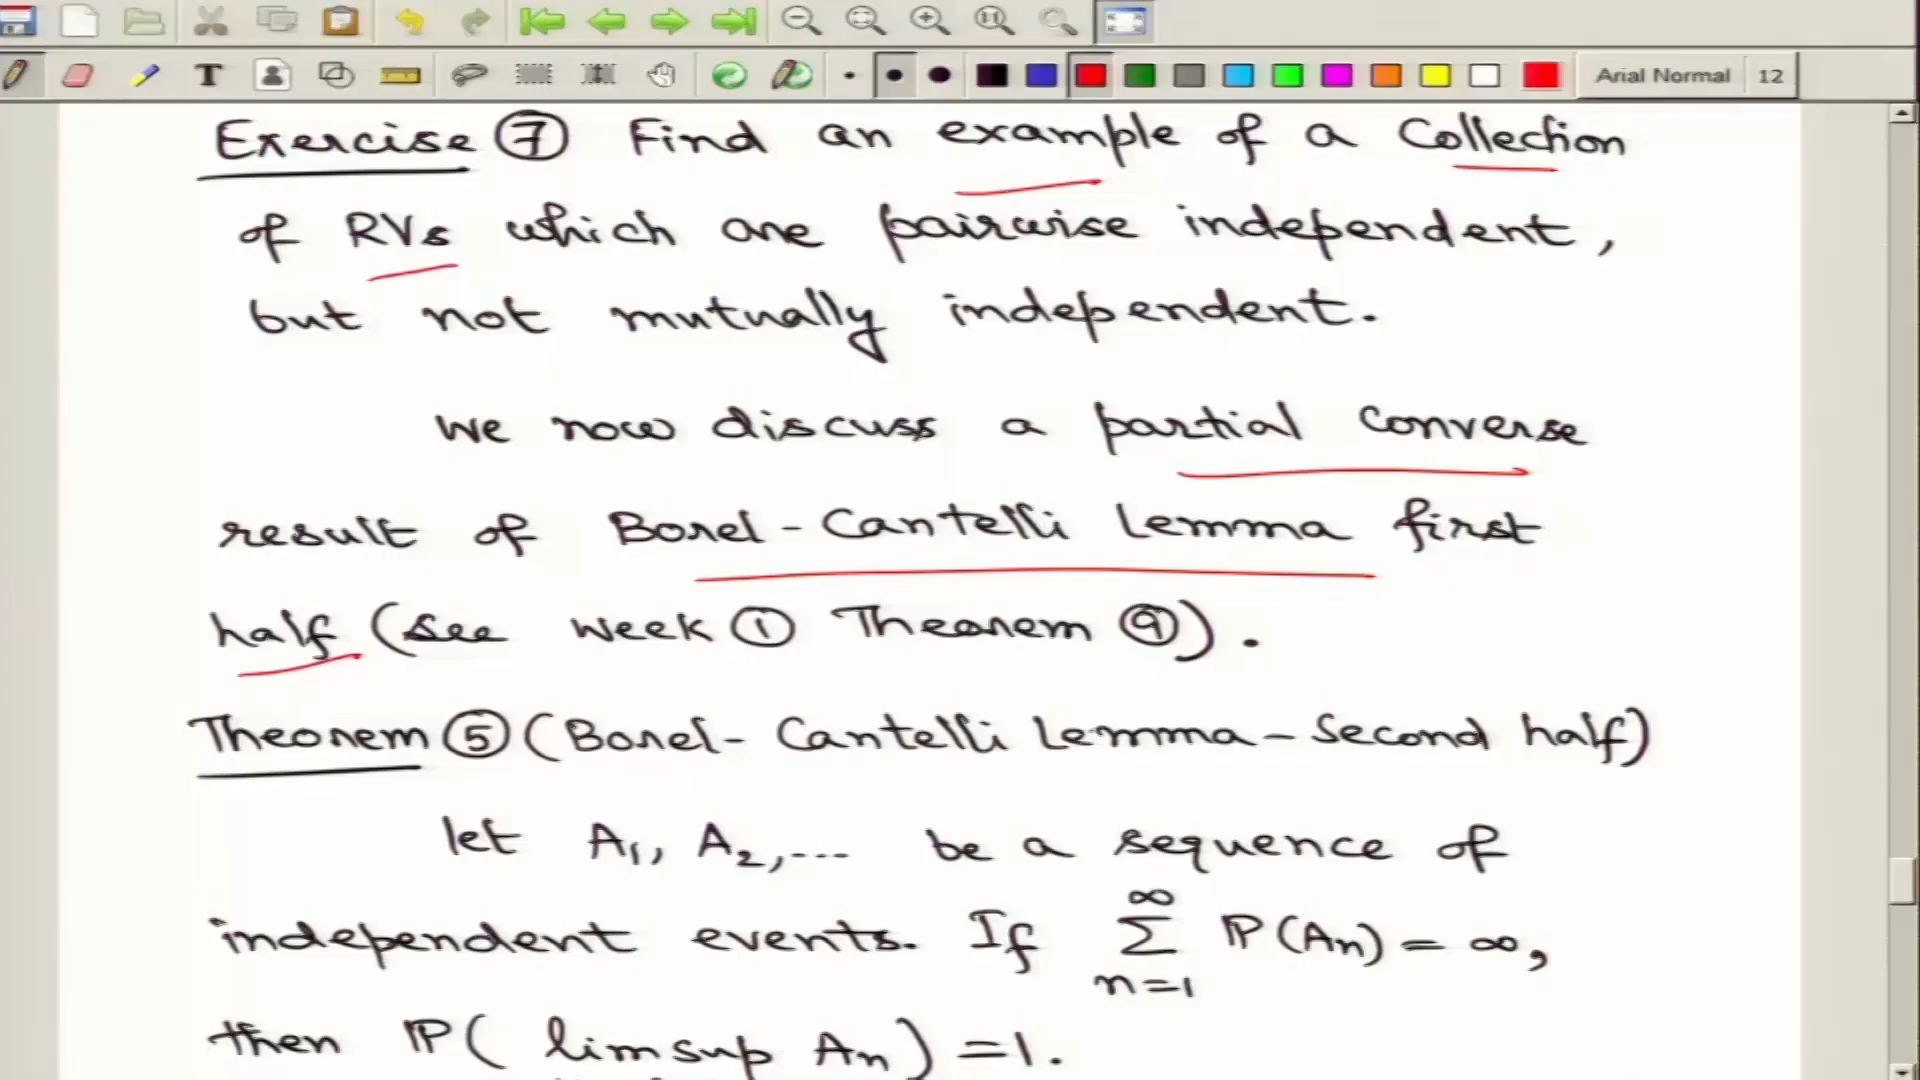 T
Arial Normal 12
Exercise ⑦ Find an example of a Collection
of RVs which are pairwise independent,
but not mutually independent.
We now discuss a partial converse
result of Borel-Cantelli Lemma first
half (see week ① Theorem ⑨).
Theorem ⑤ (Borel-Cantelli Lemma-Second half)
let A₁, A₂,... be a sequence of
independent events. If ∑_{n=1}^{∞} ℙ(Aₙ) = ∞,
then ℙ( limsup Aₙ) = 1.